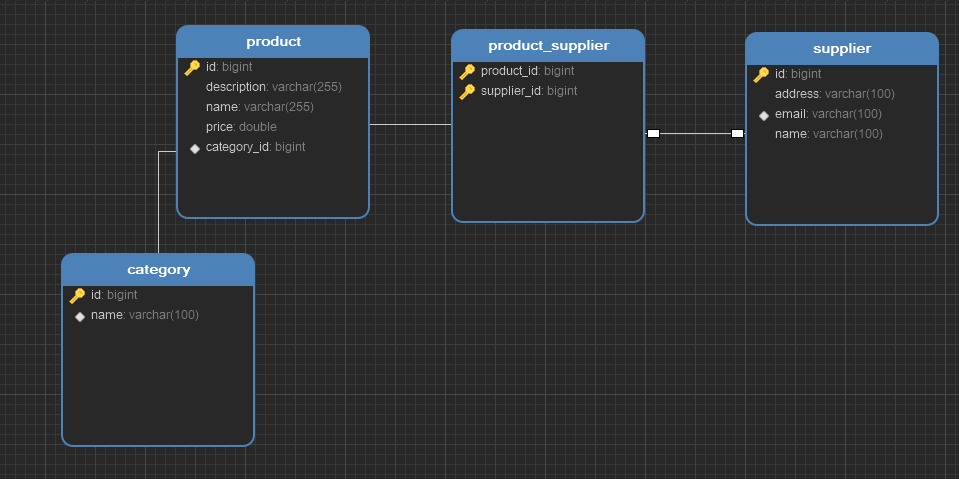 product
id: bigint
description: varchar(255)
name: varchar(255)
price: double
category_id: bigint
product_supplier
product_id: bigint
supplier_id: bigint
supplier
id: bigint
address: varchar(100)
email: varchar(100)
name: varchar(100)
category
id: bigint
name: varchar(100)